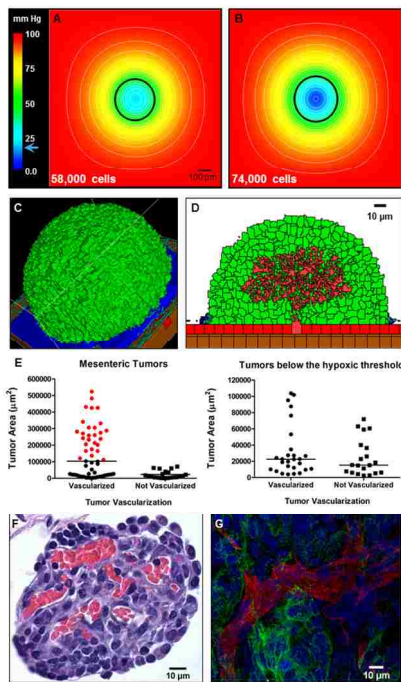 mm Hg
A
B
100
75
50
25
0.0
58,000 cells
100 µm
74,000 cells
C
D
10 µm
E
Mesenteric Tumors
Tumors below the hypoxic threshold
Tumor Area (µm²)
600000
500000
400000
300000
200000
100000
0
Vascularized
Not Vascularized
Tumor Vascularization
Tumor Area (µm²)
120000
100000
80000
60000
40000
20000
0
Vascularized
Not Vascularized
Tumor Vascularization
F
10 µm
G
10 µm